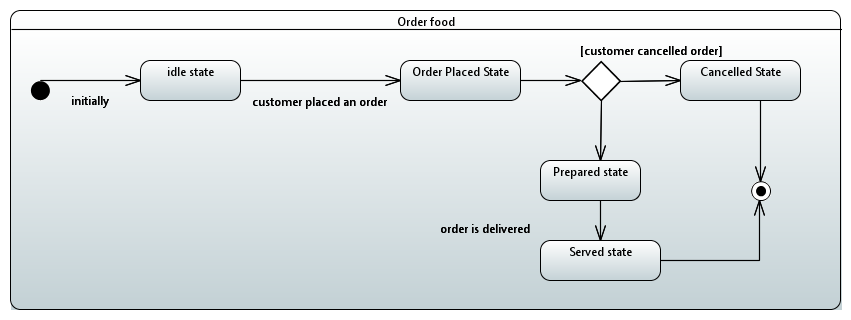 Order food
[customer cancelled order]
idle state
Order Placed State
Cancelled State
initially
customer placed an order
Prepared state
order is delivered
Served state